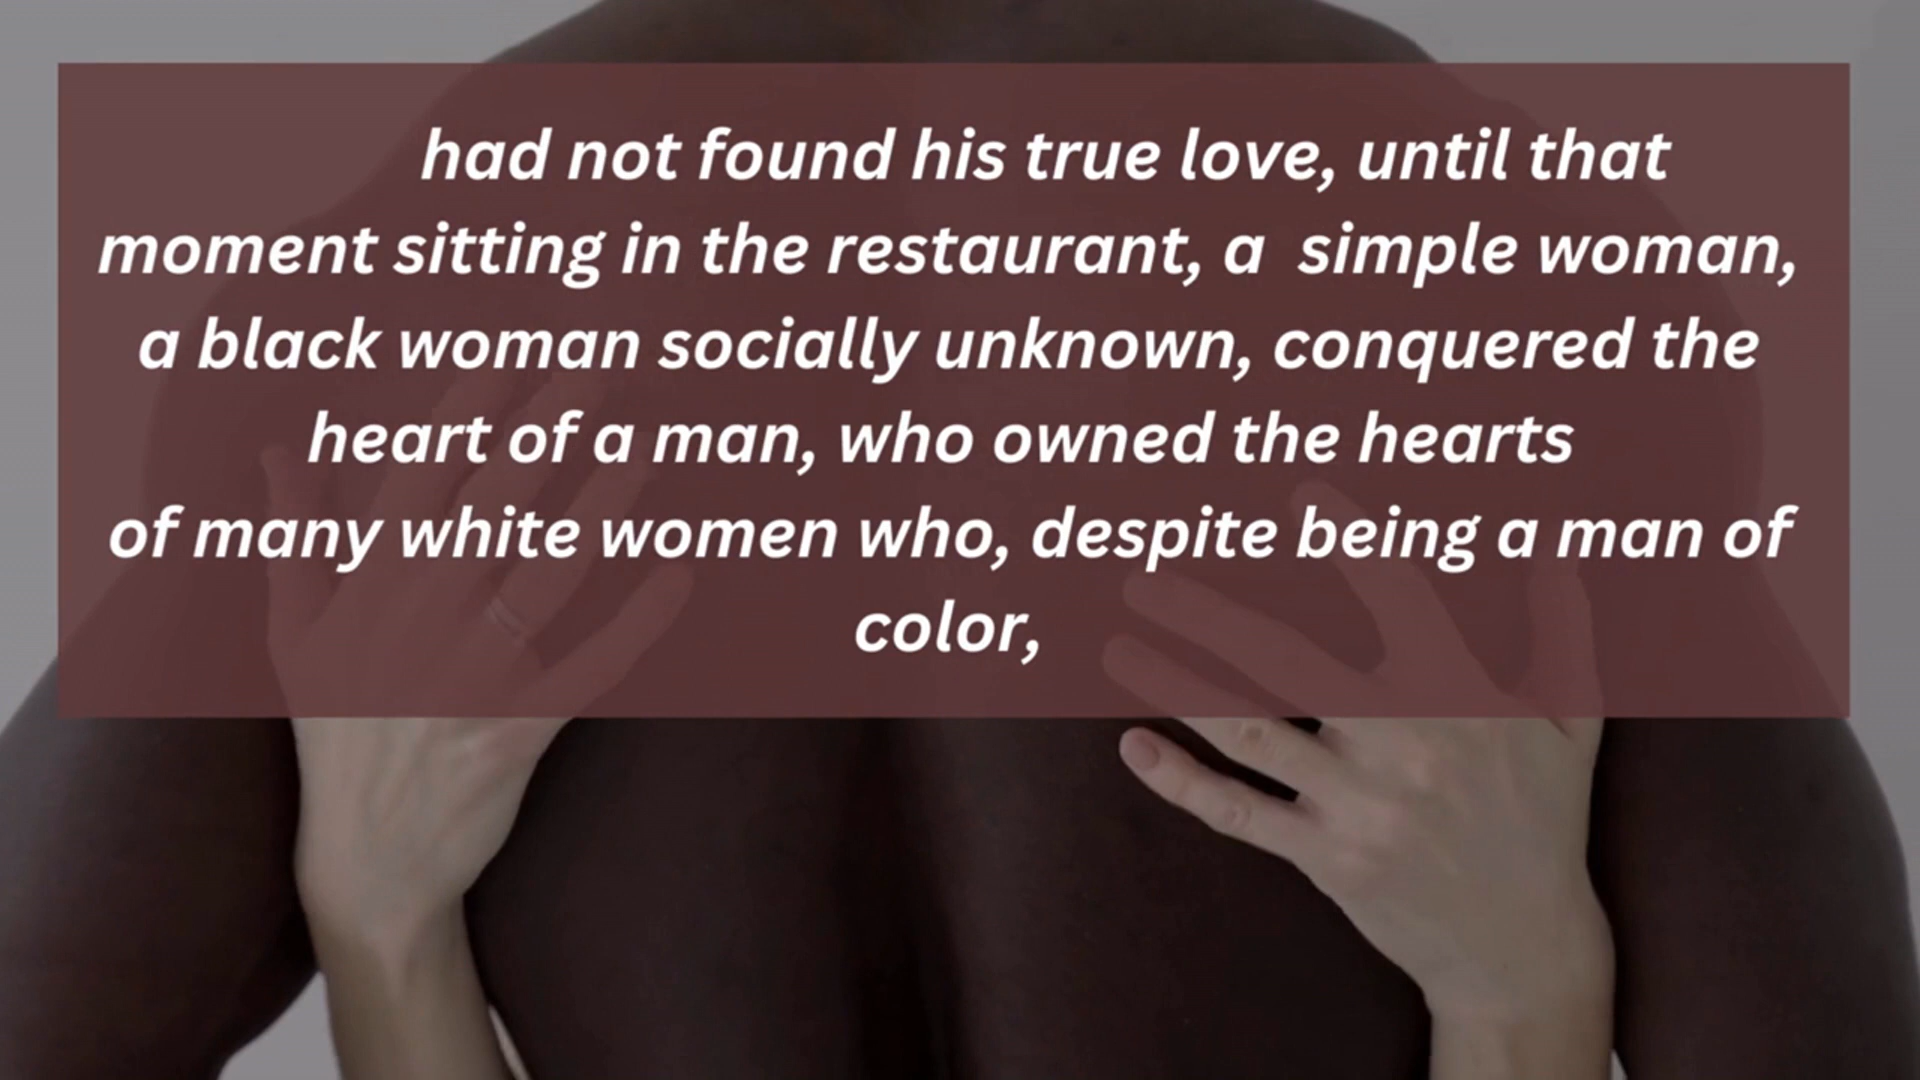 had not found his true love, until that
moment sitting in the restaurant, a  simple woman,
a black woman socially unknown, conquered the
heart of a man, who owned the hearts
of many white women who, despite being a man of
color,